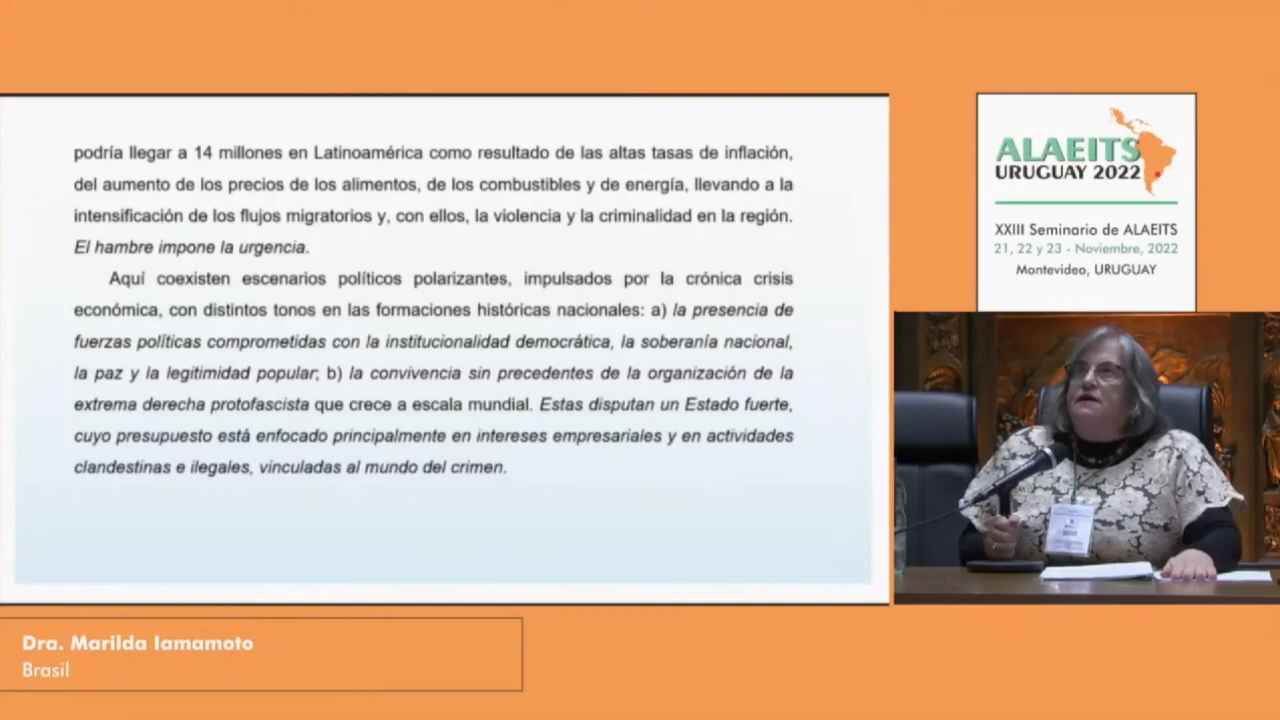 podría llegar a 14 millones en Latinoamérica como resultado de las altas tasas de inflación,
del aumento de los precios de los alimentos, de los combustibles y de energía, llevando a la
intensificación de los flujos migratorios y, con ellos, la violencia y la criminalidad en la región.
El hambre impone la urgencia.
Aquí coexisten escenarios políticos polarizantes, impulsados por la crónica crisis
económica, con distintos tonos en las formaciones históricas nacionales: a) la presencia de
fuerzas políticas comprometidas con la institucionalidad democrática, la soberanía nacional,
la paz y la legitimidad popular; b) la convivencia sin precedentes de la organización de la
extrema derecha protofascista que crece a escala mundial. Estas disputan un Estado fuerte,
cuyo presupuesto está enfocado principalmente en intereses empresariales y en actividades
clandestinas e ilegales, vinculadas al mundo del crimen.
ALAEITS
URUGUAY 2022
XXIII Seminario de ALAEITS
21, 22 y 23 - Noviembre, 2022
Montevideo, URUGUAY
Dra. Marilda Iamamoto
Brasil